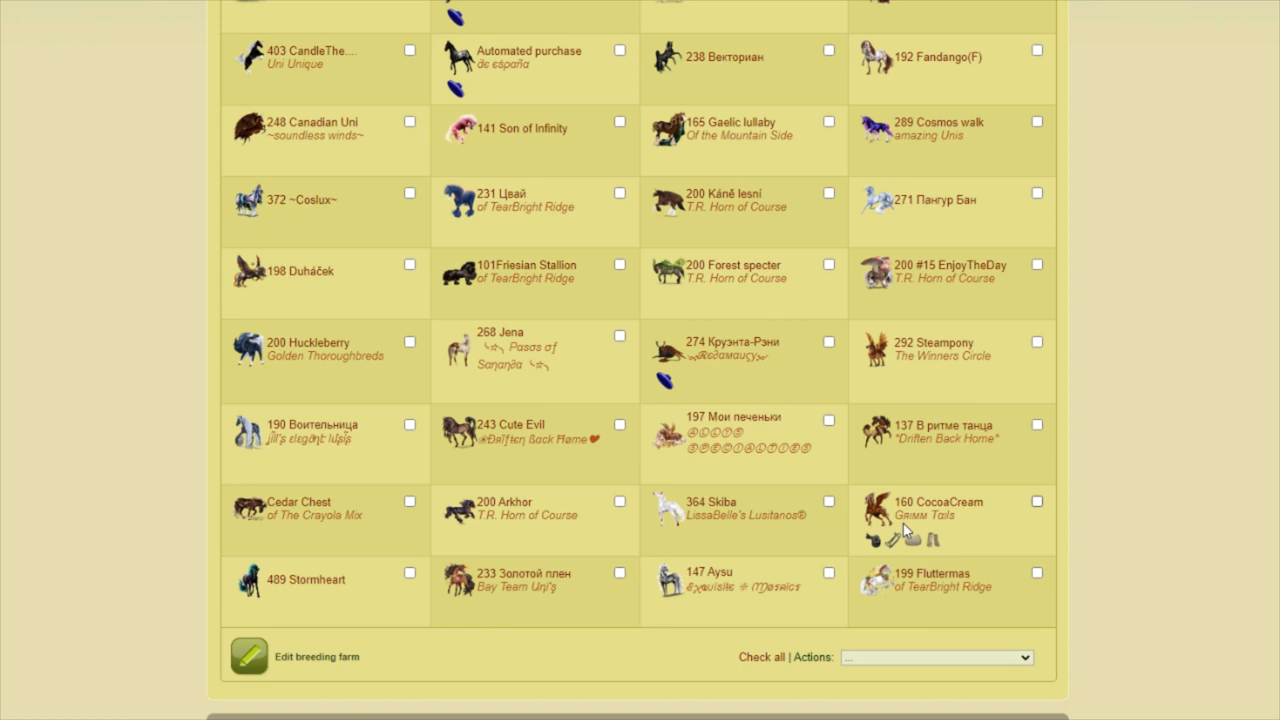 403 CandleThe....
Uni Unique
Automated purchase
∂є єѕραña
238 Векториан
192 Fandango(F)
248 Canadian Uni
~soundless winds~
141 Son of Infinity
165 Gaelic lullaby
Of the Mountain Side
289 Cosmos walk
amazing Unis
372 ~Coslux~
231 Цвай
of TearBright Ridge
200 Káně lesní
T.R. Horn of Course
271 Пангур Бан
198 Duháček
101Friesian Stallion
of TearBright Ridge
200 Forest specter
T.R. Horn of Course
200 #15 EnjoyTheDay
T.R. Horn of Course
200 Huckleberry
Golden Thoroughbreds
268 Jena
274 Круэнта-Рэни
292 Steampony
The Winners Circle
190 Воительница
243 Cute Evil
197 Мои печеньки
ⒶⓁⓁⓎⓈ
ⓈⓅⒺⒸⒾⒶⓁⓉⒾⒺⓈ
137 В ритме танца
*Driften Back Home*
Cedar Chest
of The Crayola Mix
200 Arkhor
T.R. Horn of Course
364 Skiba
LissaBelle's Lusitanos®
160 CocoaCream
Gʀɪᴍᴍ Tαιls
489 Stormheart
233 Золотой плен
Bay Team Uηi'ş
147 Aysu
199 Fluttermas
of TearBright Ridge
Edit breeding farm
Check all | Actions: ...